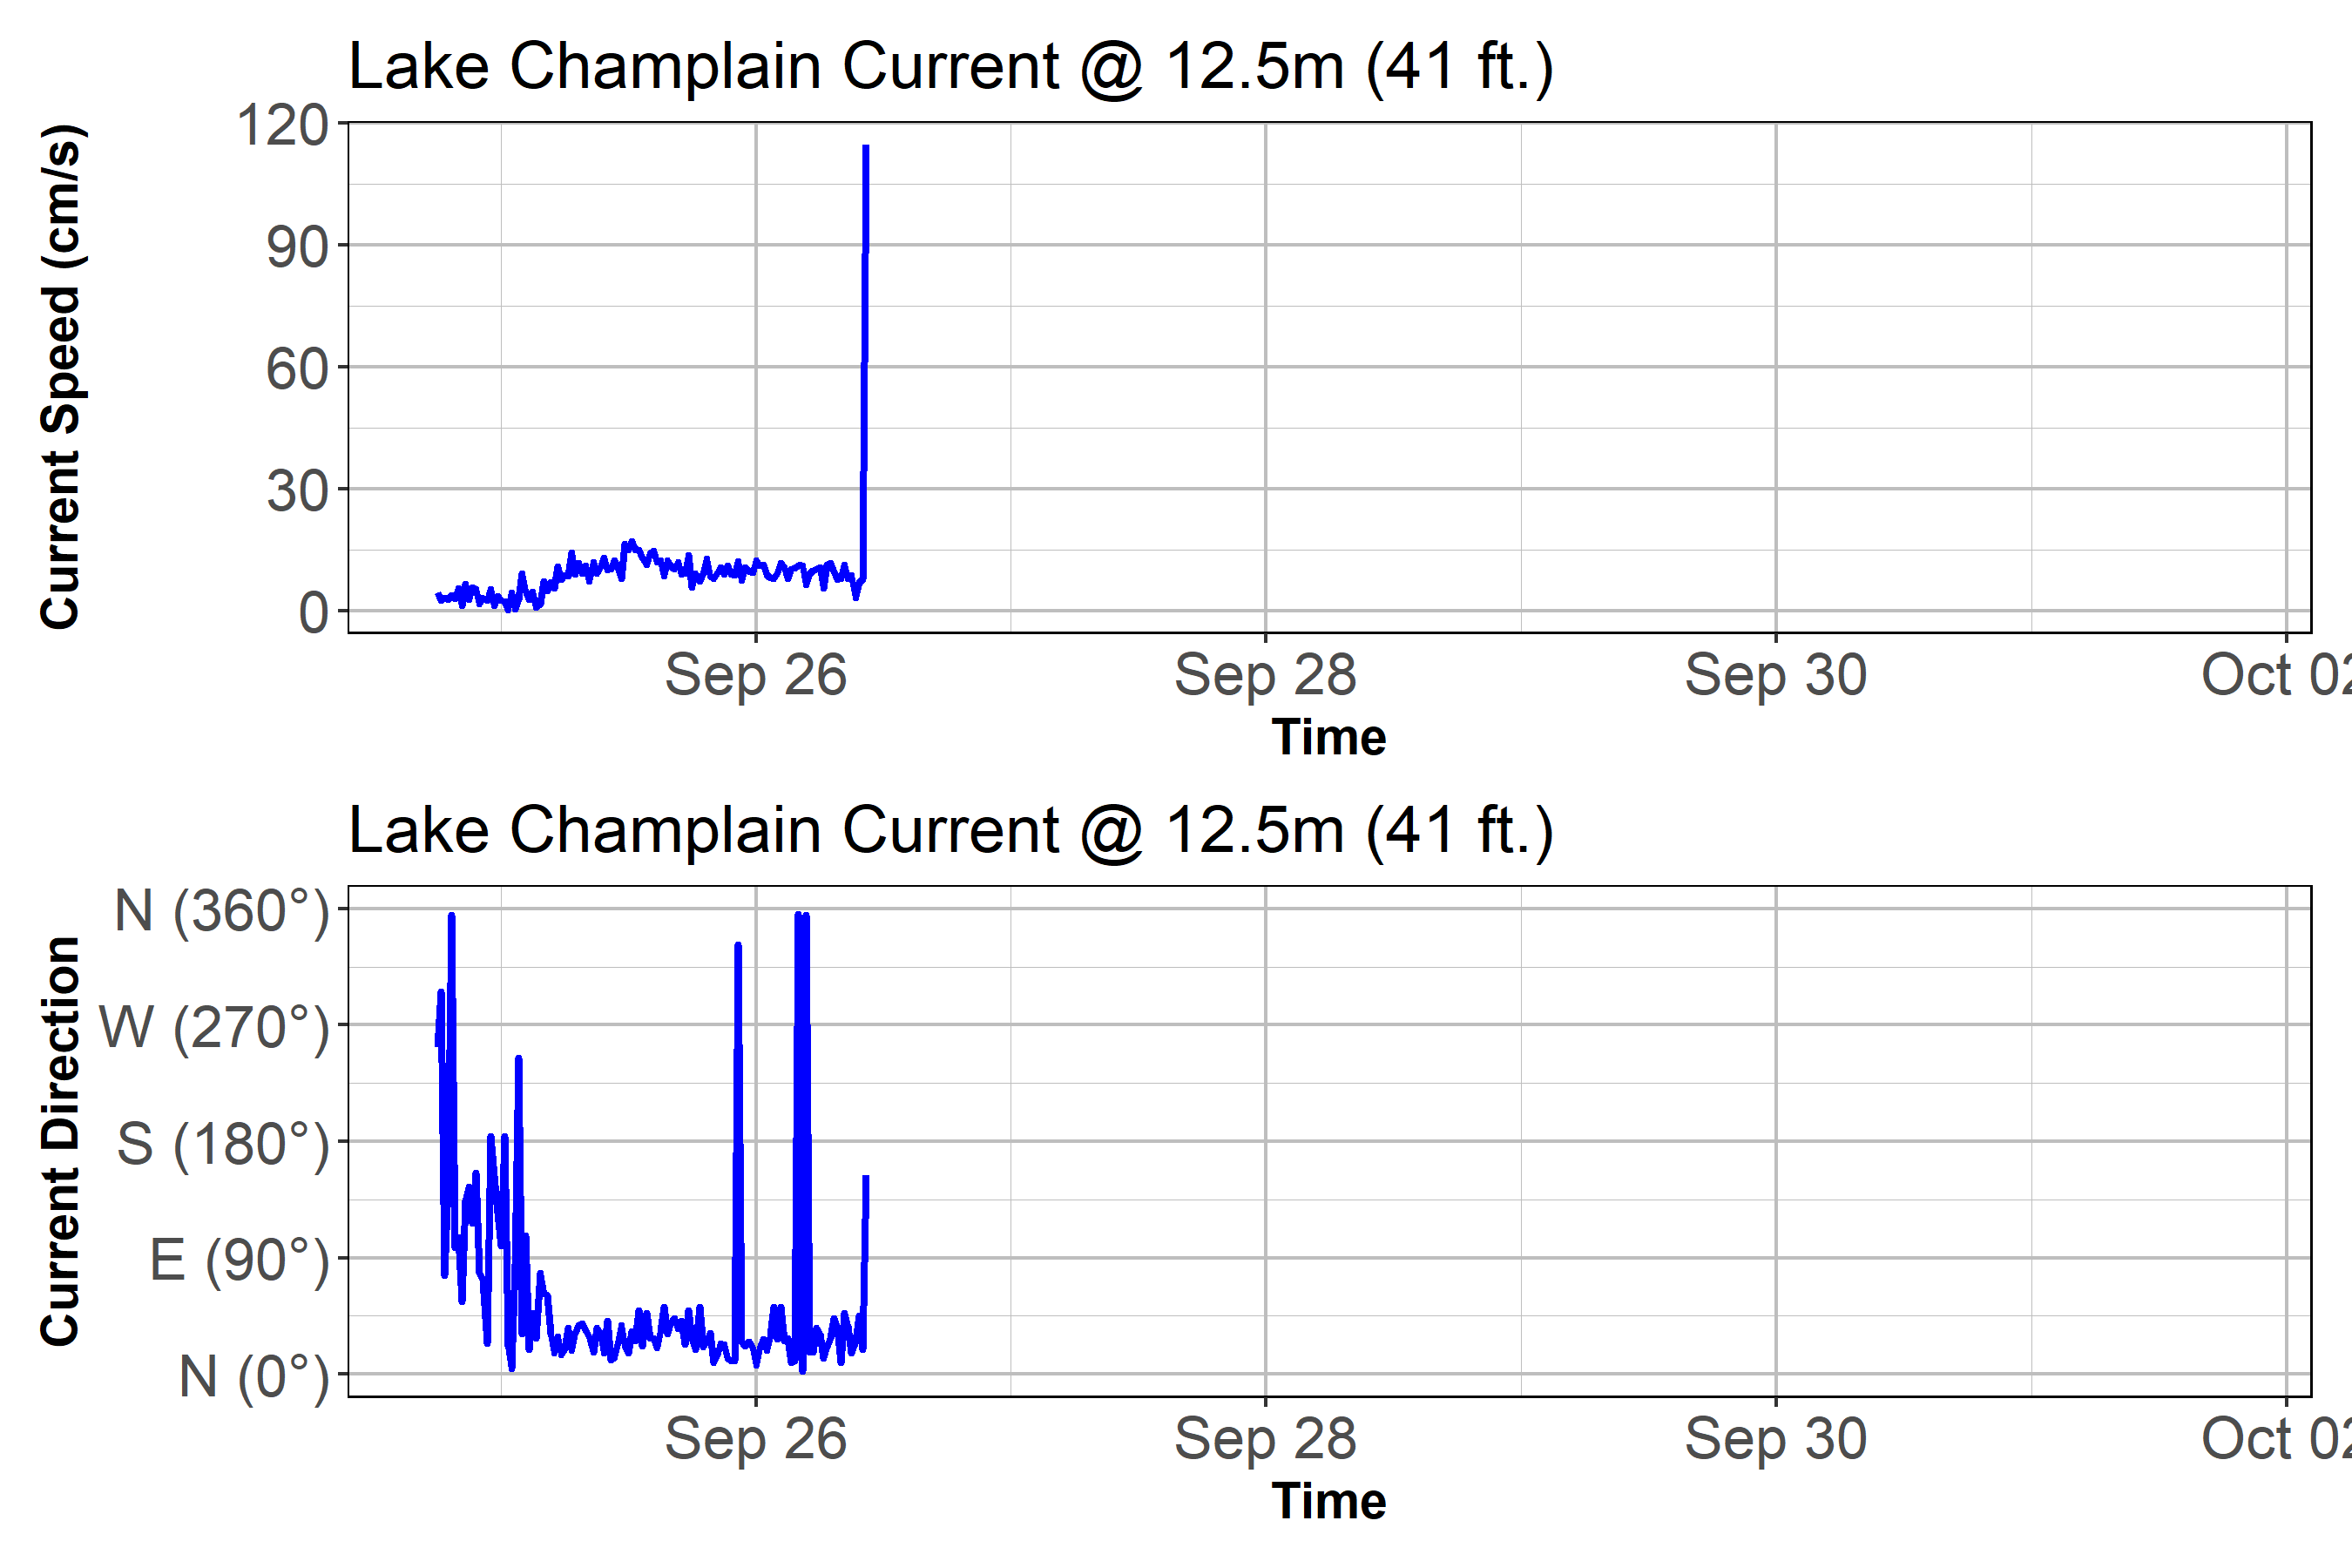 Lake Champlain Current @ 12.5m (41 ft.)
Current Speed (cm/s)
120
90
60
30
0
Sep 26 Sep 28 Sep 30 Oct 02
Time
Lake Champlain Current @ 12.5m (41 ft.)
Current Direction
N (360°)
W (270°)
S (180°)
E (90°)
N (0°)
Sep 26 Sep 28 Sep 30 Oct 02
Time